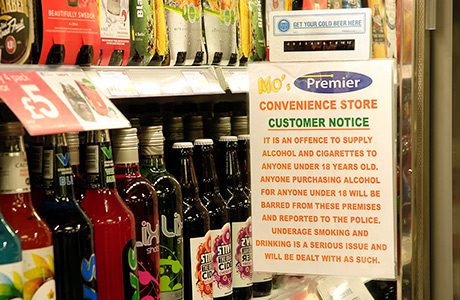 BEAUTIFULLY SWEDISH
GET YOUR COLD BEER HERE
4 PACK
FOR
£5
MO's Premier
CONVENIENCE STORE
CUSTOMER NOTICE
IT IS AN OFFENCE TO SUPPLY
ALCOHOL AND CIGARETTES TO
ANYONE UNDER 18 YEARS OLD.
ANYONE PURCHASING ALCOHOL
FOR ANYONE UNDER 18 WILL BE
BARRED FROM THESE PREMISES
AND REPORTED TO THE POLICE.
UNDERAGE SMOKING AND
DRINKING IS A SERIOUS ISSUE AND
WILL BE DEALT WITH AS SUCH.